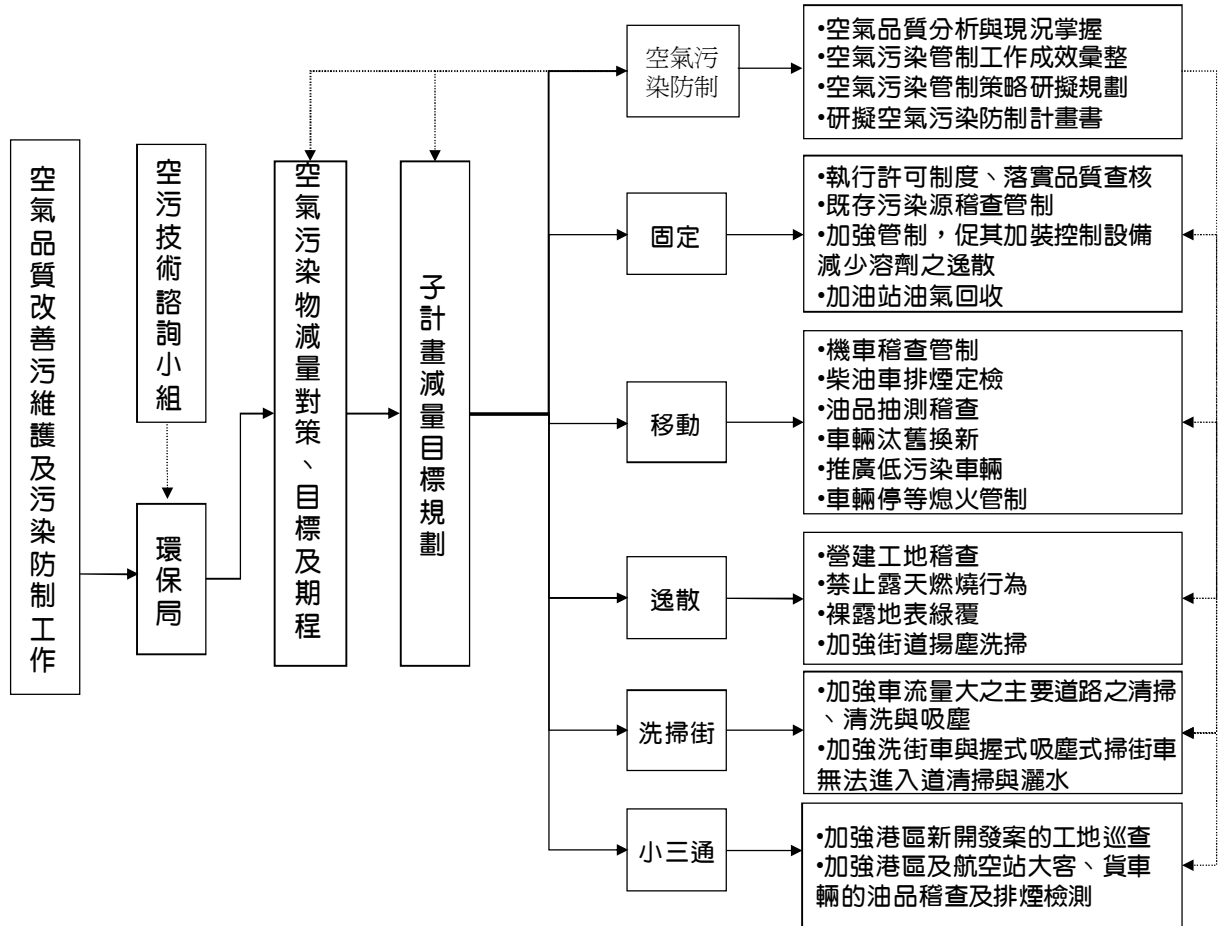 空氣品質改善污維護及污染防制工作
空污技術諮詢小組
環保局
空氣污染物減量對策、目標及期程
子計畫減量目標規劃
空氣污
染防制
•空氣品質分析與現況掌握
•空氣污染管制工作成效彙整
•空氣污染管制策略研擬規劃
•研擬空氣污染防制計畫書
固定
•執行許可制度、落實品質查核
•既存污染源稽查管制
•加強管制，促其加裝控制設備
減少溶劑之逸散
•加油站油氣回收
移動
•機車稽查管制
•柴油車排煙定檢
•油品抽測稽查
•車輛汰舊換新
•推廣低污染車輛
•車輛停等熄火管制
逸散
•營建工地稽查
•禁止露天燃燒行為
•裸露地表綠覆
•加強街道揚塵洗掃
洗掃街
•加強車流量大之主要道路之清掃
、清洗與吸塵
•加強洗街車與握式吸塵式掃街車
無法進入道清掃與灑水
小三通
•加強港區新開發案的工地巡查
•加強港區及航空站大客、貨車
輛的油品稽查及排煙檢測